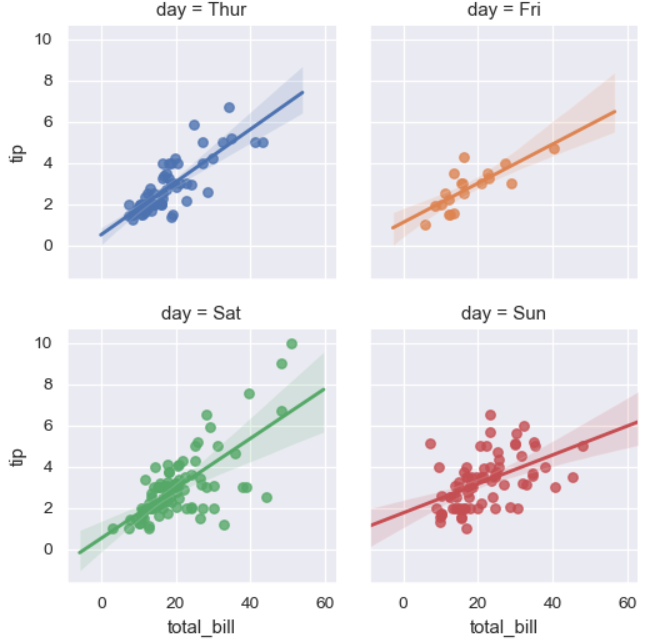 day = Thur
day = Fri
10
8
6
4
2
0
tip
day = Sat
day = Sun
10
8
6
4
2
0
tip
0 20 40 60
0 20 40 60
total_bill
total_bill